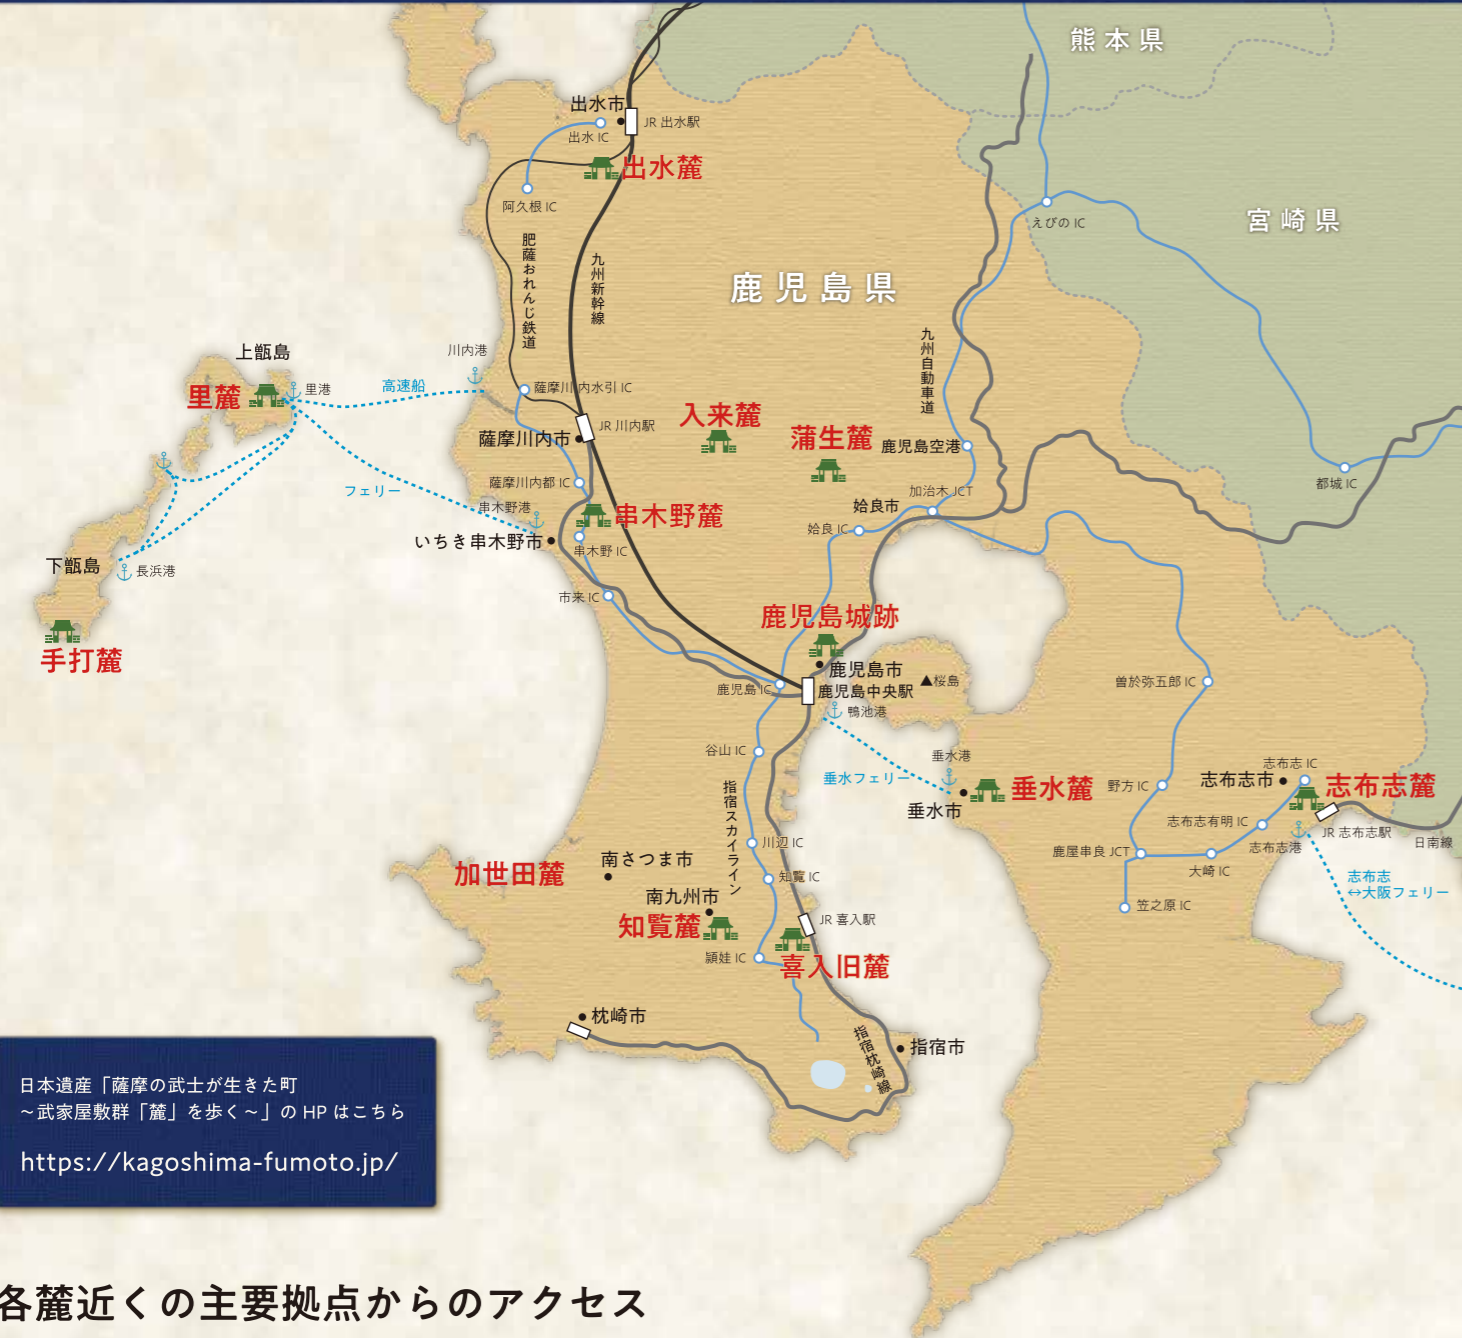 熊本県
宮崎県
鹿児島県
出水市
JR 出水駅
出水 IC
出水麓
阿久根 IC
肥薩おれんじ鉄道
九州新幹線
えびの IC
九州自動車道
上甑島
里麓
里港
高速船
川内港
薩摩川内水引 IC
JR 川内駅
薩摩川内市
入来麓
蒲生麓
鹿児島空港
都城 IC
薩摩川内都 IC
フェリー
串木野港
串木野麓
加治木 JCT
姶良市
姶良 IC
いちき串木野市
串木野 IC
下甑島
長浜港
手打麓
市来 IC
鹿児島城跡
鹿児島市
鹿児島中央駅
鹿児島 IC
▲桜島
鴨池港
曽於弥五郎 IC
谷山 IC
垂水港
垂水フェリー
垂水麓
垂水市
野方 IC
志布志 IC
志布志市
志布志麓
志布志有明 IC
JR 志布志駅
志布志港
日南線
指宿スカイライン
川辺 IC
鹿屋串良 JCT
大崎 IC
志布志
↔大阪フェリー
南さつま市
加世田麓
知覧 IC
南九州市
知覧麓
笠之原 IC
JR 喜入駅
頴娃 IC
喜入旧麓
枕崎市
指宿枕崎線
指宿市
日本遺産「薩摩の武士が生きた町
～武家屋敷群「麓」を歩く～」の HP はこちら
https://kagoshima-fumoto.jp/
各麓近くの主要拠点からのアクセス